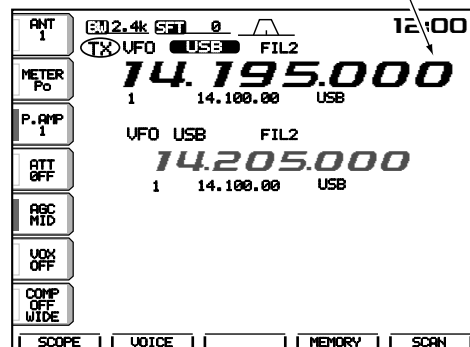 ANT
1
BW 2.4k SFT 0
12:00
TX VFO USB FIL2
14.195.000
1 14.100.00 USB
METER
Po
P.AMP
1
VFO USB FIL2
14.205.000
1 14.100.00 USB
ATT
OFF
AGC
MID
VOX
OFF
COMP
OFF
WIDE
SCOPE VOICE MEMORY SCAN